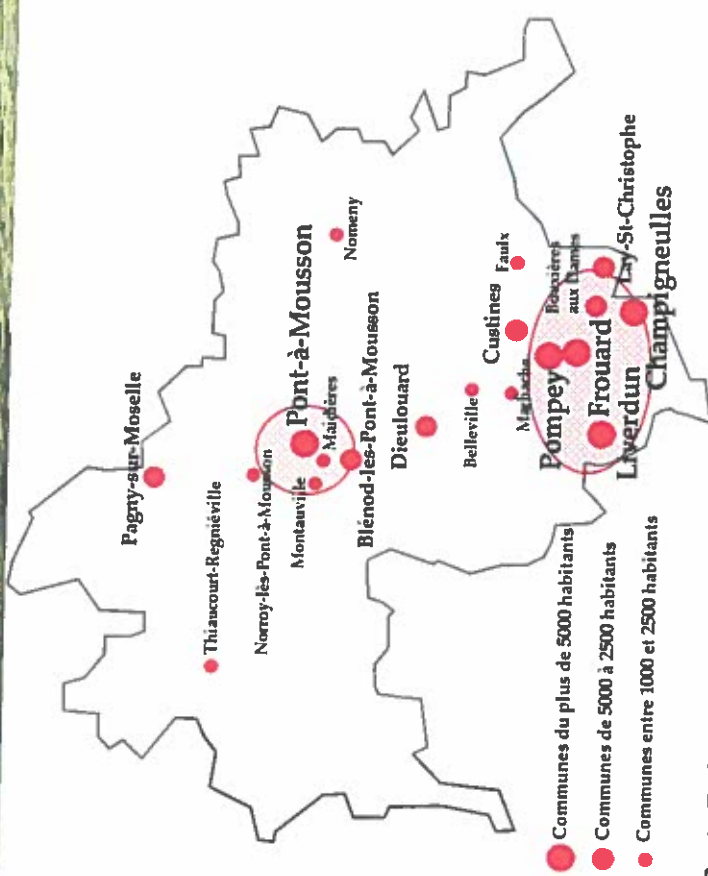 Pagny-sur-Moselle
Thiaucourt-Regniéville
Norroy-lès-Pont-à-Mousson
Pont-à-Mousson
Nomeny
Maidières
Montauville
Blénod-les-Pont-à-Mousson
Dieulouard
Belleville
Custines
Faulx
Marbache
Pompey
Bouxières
aux Dames
Frouard
Lay-St-Christophe
Liverdun
Champigneulles
Communes du plus de 5000 habitants
Communes de 5000 à 2500 habitants
Communes entre 1000 et 2500 habitants